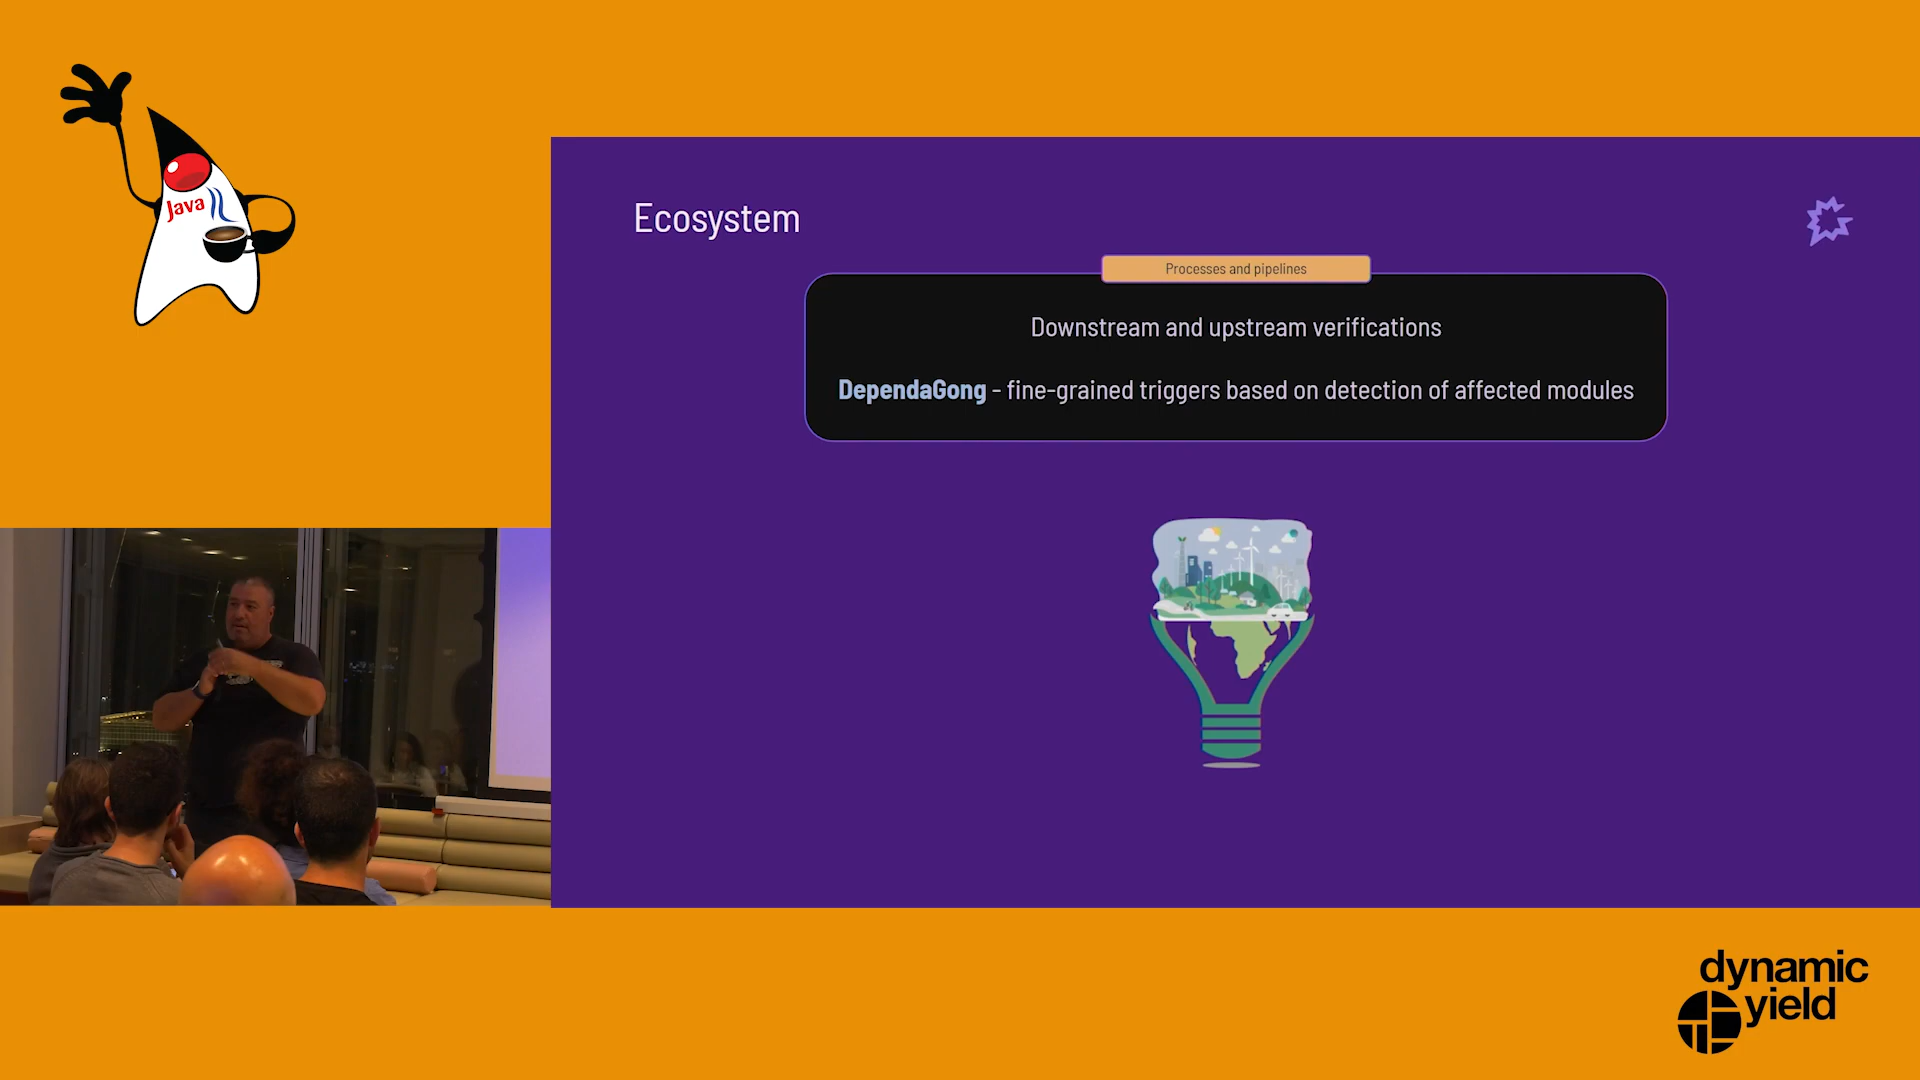 Java
Ecosystem
Processes and pipelines
Downstream and upstream verifications
DependaGong - fine-grained triggers based on detection of affected modules
dynamic
yield